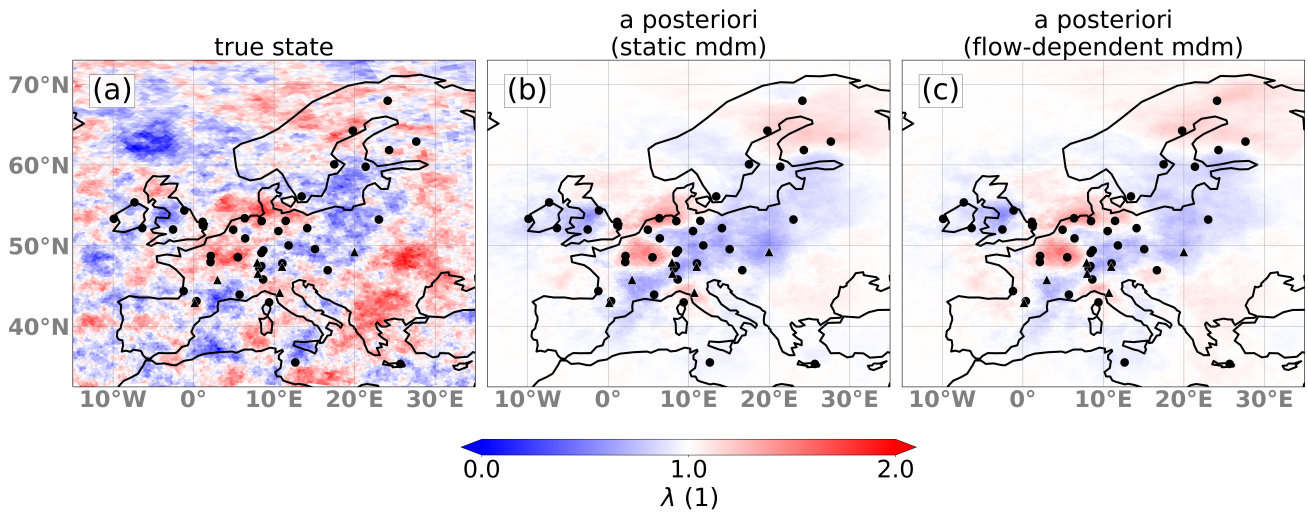 true state
a posteriori
(static mdm)
a posteriori
(flow-dependent mdm)
(a)
(b)
(c)
70°N
60°N
50°N
40°N
10°W 0° 10°E 20°E 30°E
10°W 0° 10°E 20°E 30°E
10°W 0° 10°E 20°E 30°E
0.0 1.0 2.0
λ (1)